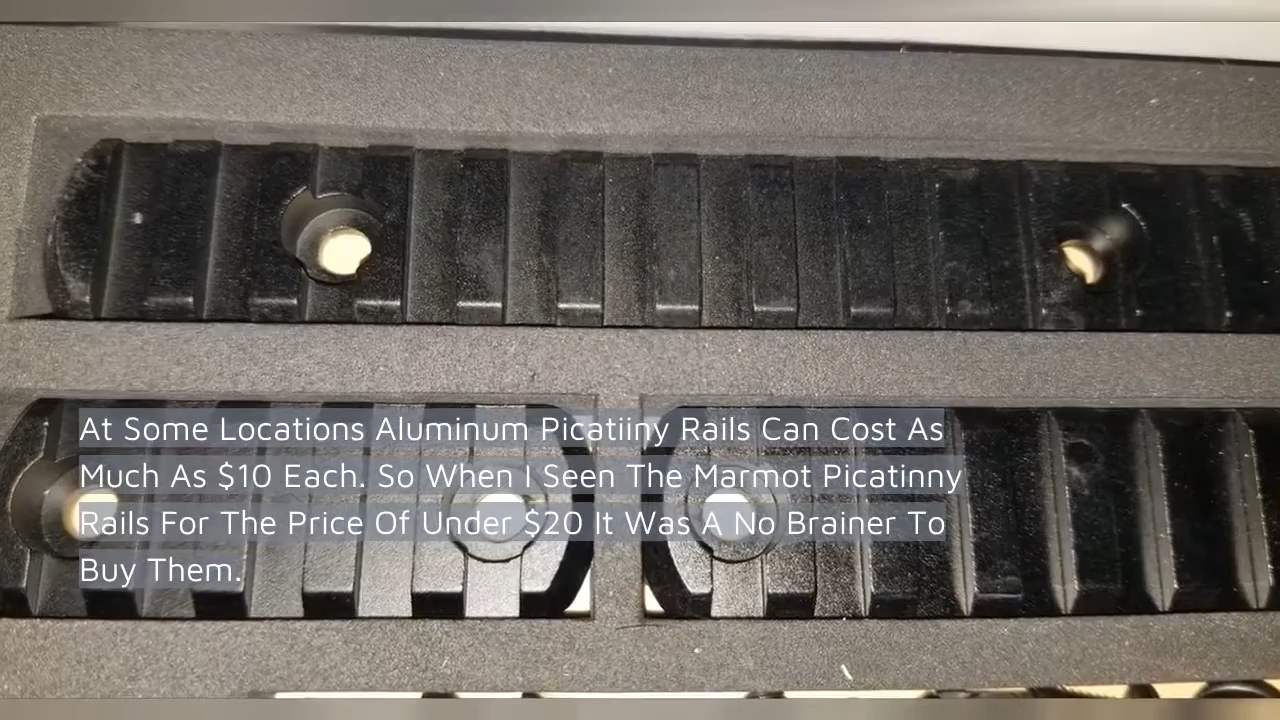 At Some Locations Aluminum Picatiiny Rails Can Cost As
Much As $10 Each. So When I Seen The Marmot Picatinny
Rails For The Price Of Under $20 It Was A No Brainer To
Buy Them.